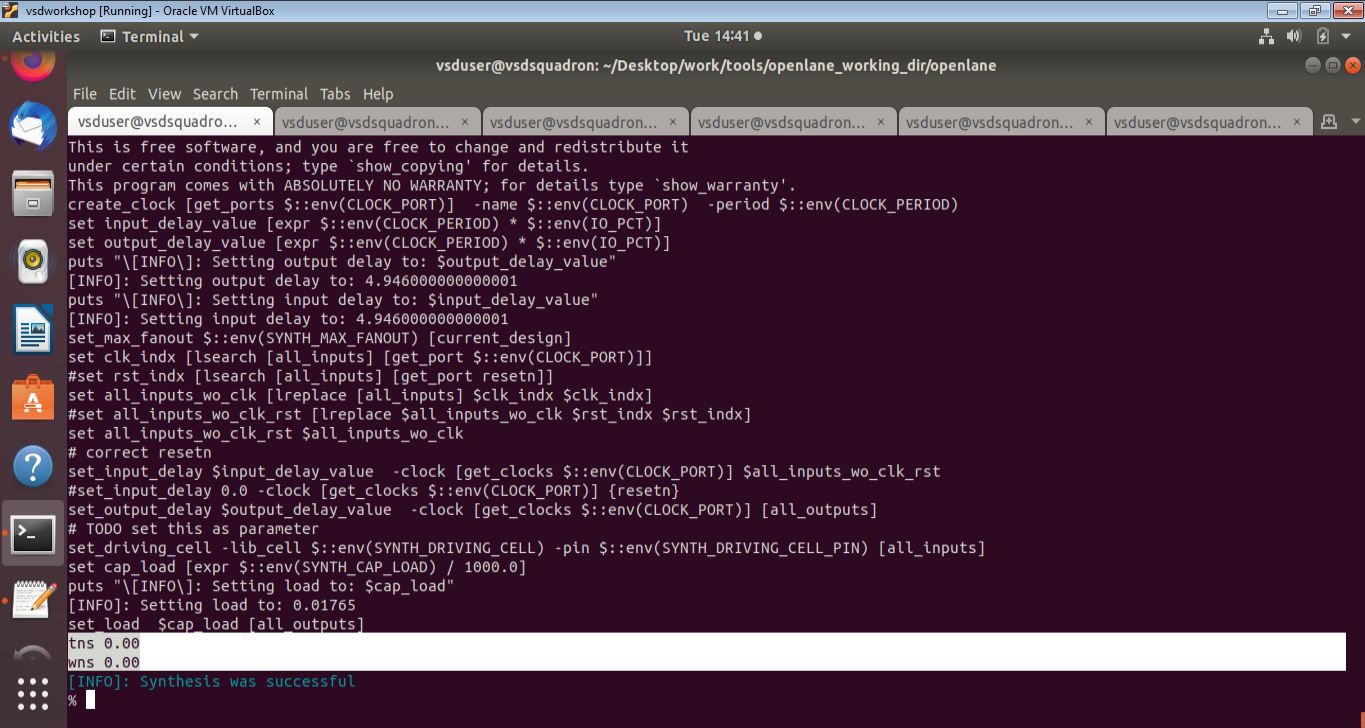 vsdworkshop [Running] - Oracle VM VirtualBox
Activities Terminal Tue 14:41
vsduser@vsdsquadron: ~/Desktop/work/tools/openlane_working_dir/openlane
File Edit View Search Terminal Tabs Help
vsduser@vsdsquadro... × vsduser@vsdsquadron... × vsduser@vsdsquadron... × vsduser@vsdsquadron... × vsduser@vsdsquadron... × vsduser@vsdsquadron... ×
This is free software, and you are free to change and redistribute it
under certain conditions; type `show_copying' for details.
This program comes with ABSOLUTELY NO WARRANTY; for details type `show_warranty'.
create_clock [get_ports $::env(CLOCK_PORT)]  -name $::env(CLOCK_PORT)  -period $::env(CLOCK_PERIOD)
set input_delay_value [expr $::env(CLOCK_PERIOD) * $::env(IO_PCT)]
set output_delay_value [expr $::env(CLOCK_PERIOD) * $::env(IO_PCT)]
puts "\[INFO\]: Setting output delay to: $output_delay_value"
[INFO]: Setting output delay to: 4.946000000000001
puts "\[INFO\]: Setting input delay to: $input_delay_value"
[INFO]: Setting input delay to: 4.946000000000001
set_max_fanout $::env(SYNTH_MAX_FANOUT) [current_design]
set clk_indx [lsearch [all_inputs] [get_port $::env(CLOCK_PORT)]]
#set rst_indx [lsearch [all_inputs] [get_port resetn]]
set all_inputs_wo_clk [lreplace [all_inputs] $clk_indx $clk_indx]
#set all_inputs_wo_clk_rst [lreplace $all_inputs_wo_clk $rst_indx $rst_indx]
set all_inputs_wo_clk_rst $all_inputs_wo_clk
# correct resetn
set_input_delay $input_delay_value  -clock [get_clocks $::env(CLOCK_PORT)] $all_inputs_wo_clk_rst
#set_input_delay 0.0 -clock [get_clocks $::env(CLOCK_PORT)] {resetn}
set_output_delay $output_delay_value  -clock [get_clocks $::env(CLOCK_PORT)] [all_outputs]
# TODO set this as parameter
set_driving_cell -lib_cell $::env(SYNTH_DRIVING_CELL) -pin $::env(SYNTH_DRIVING_CELL_PIN) [all_inputs]
set cap_load [expr $::env(SYNTH_CAP_LOAD) / 1000.0]
puts "\[INFO\]: Setting load to: $cap_load"
[INFO]: Setting load to: 0.01765
set_load  $cap_load [all_outputs]
tns 0.00
wns 0.00
[INFO]: Synthesis was successful
%